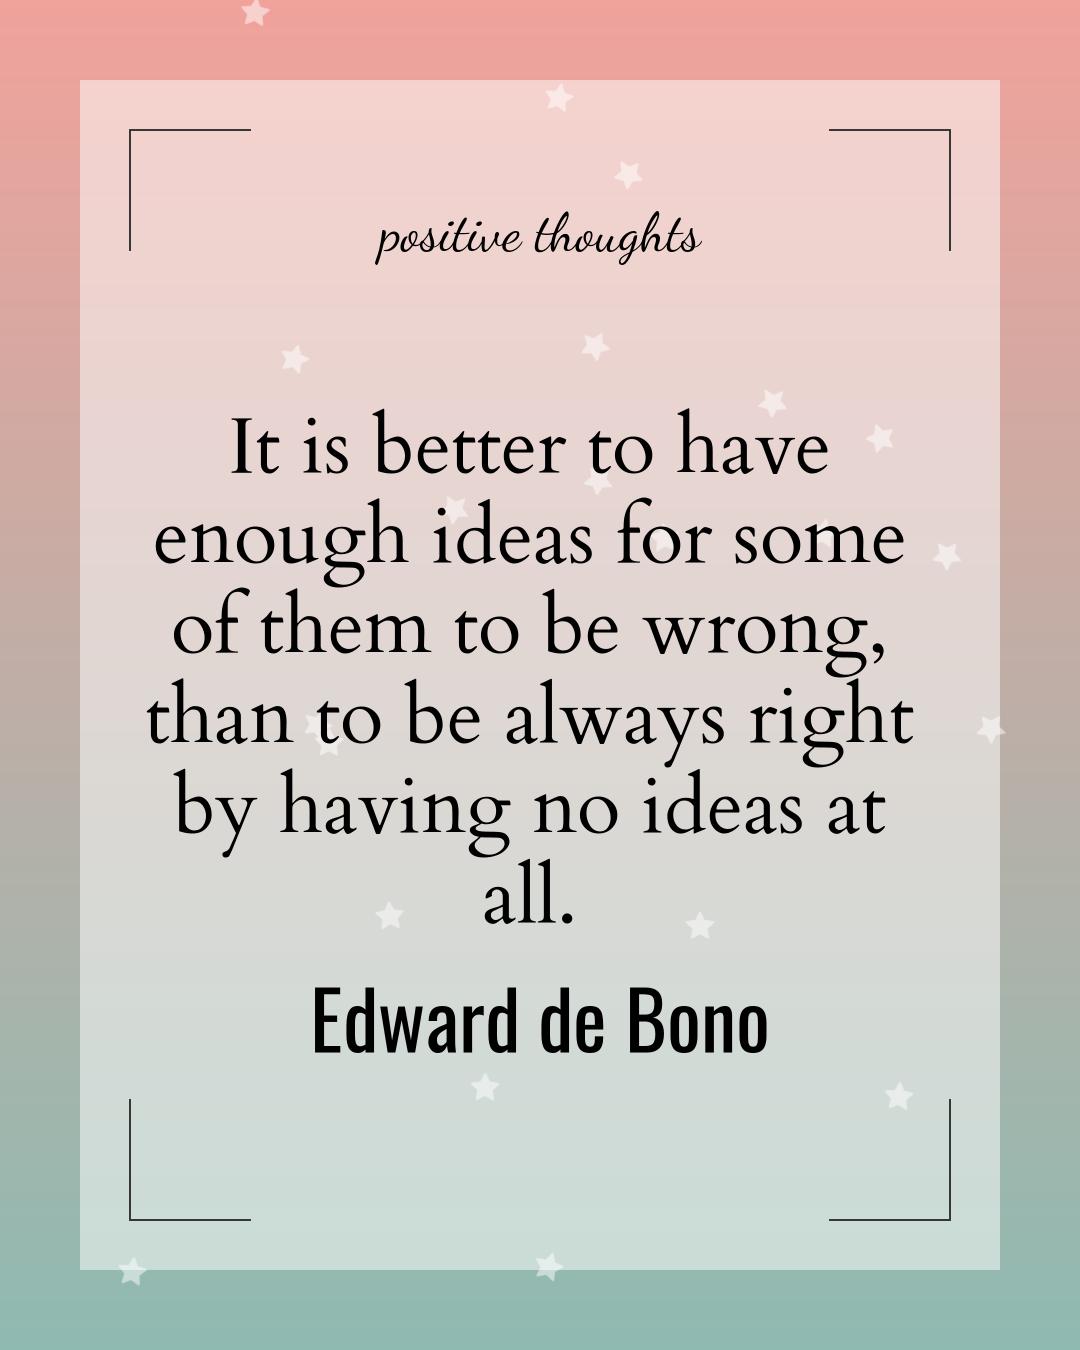 positive thoughts
It is better to have
enough ideas for some
of them to be wrong,
than to be always right
by having no ideas at
all.
Edward de Bono